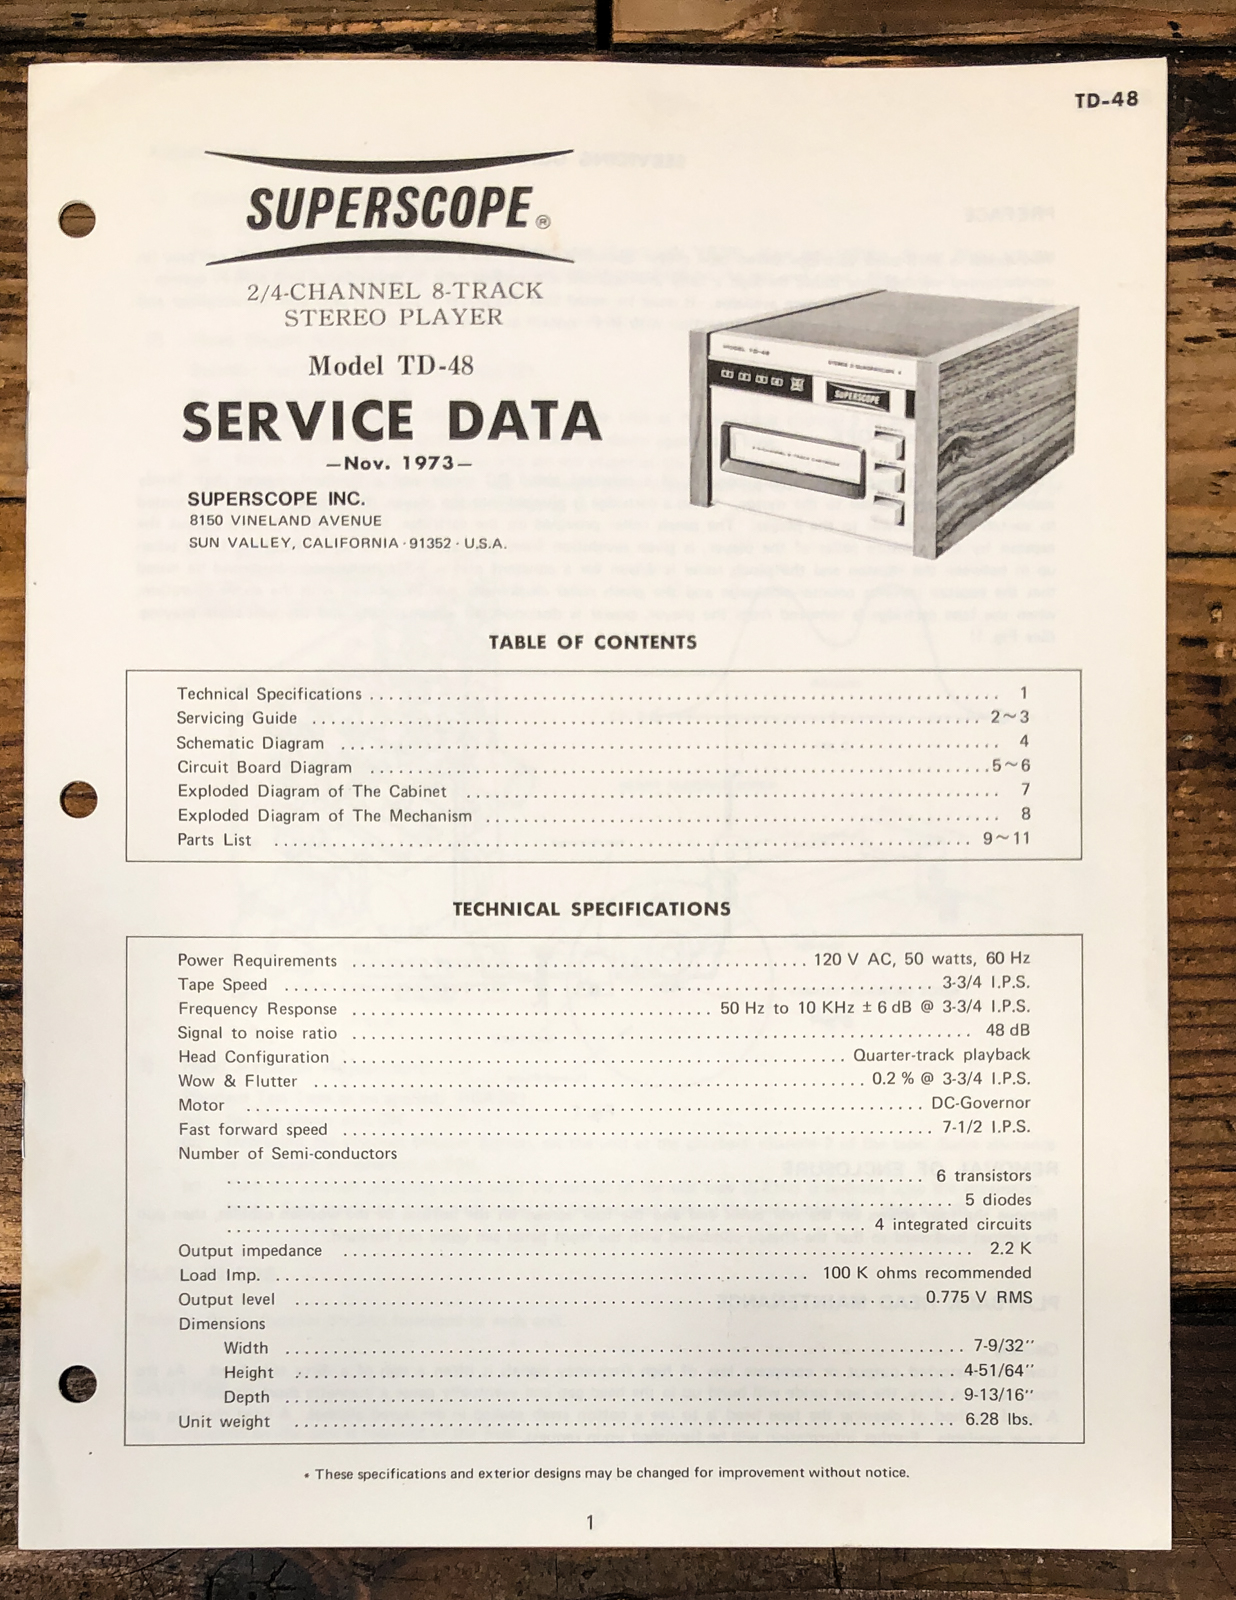 TD-48
SUPERSCOPE®
2/4-CHANNEL 8-TRACK
STEREO PLAYER
Model TD-48
SERVICE DATA
—Nov. 1973—
SUPERSCOPE INC.
8150 VINELAND AVENUE
SUN VALLEY, CALIFORNIA · 91352 · U.S.A.
MODEL TD-48
SUPERSCOPE
TABLE OF CONTENTS
Technical Specifications ........ 1
Servicing Guide ........ 2~3
Schematic Diagram ........ 4
Circuit Board Diagram ........ 5~6
Exploded Diagram of The Cabinet ........ 7
Exploded Diagram of The Mechanism ........ 8
Parts List ........ 9~11
TECHNICAL SPECIFICATIONS
Power Requirements ........ 120 V AC, 50 watts, 60 Hz
Tape Speed ........ 3-3/4 I.P.S.
Frequency Response ........ 50 Hz to 10 KHz ± 6 dB @ 3-3/4 I.P.S.
Signal to noise ratio ........ 48 dB
Head Configuration ........ Quarter-track playback
Wow & Flutter ........ 0.2 % @ 3-3/4 I.P.S.
Motor ........ DC-Governor
Fast forward speed ........ 7-1/2 I.P.S.
Number of Semi-conductors
........ 6 transistors
........ 5 diodes
........ 4 integrated circuits
Output impedance ........ 2.2 K
Load Imp. ........ 100 K ohms recommended
Output level ........ 0.775 V RMS
Dimensions
Width ........ 7-9/32''
Height ........ 4-51/64''
Depth ........ 9-13/16''
Unit weight ........ 6.28 lbs.
• These specifications and exterior designs may be changed for improvement without notice.
1